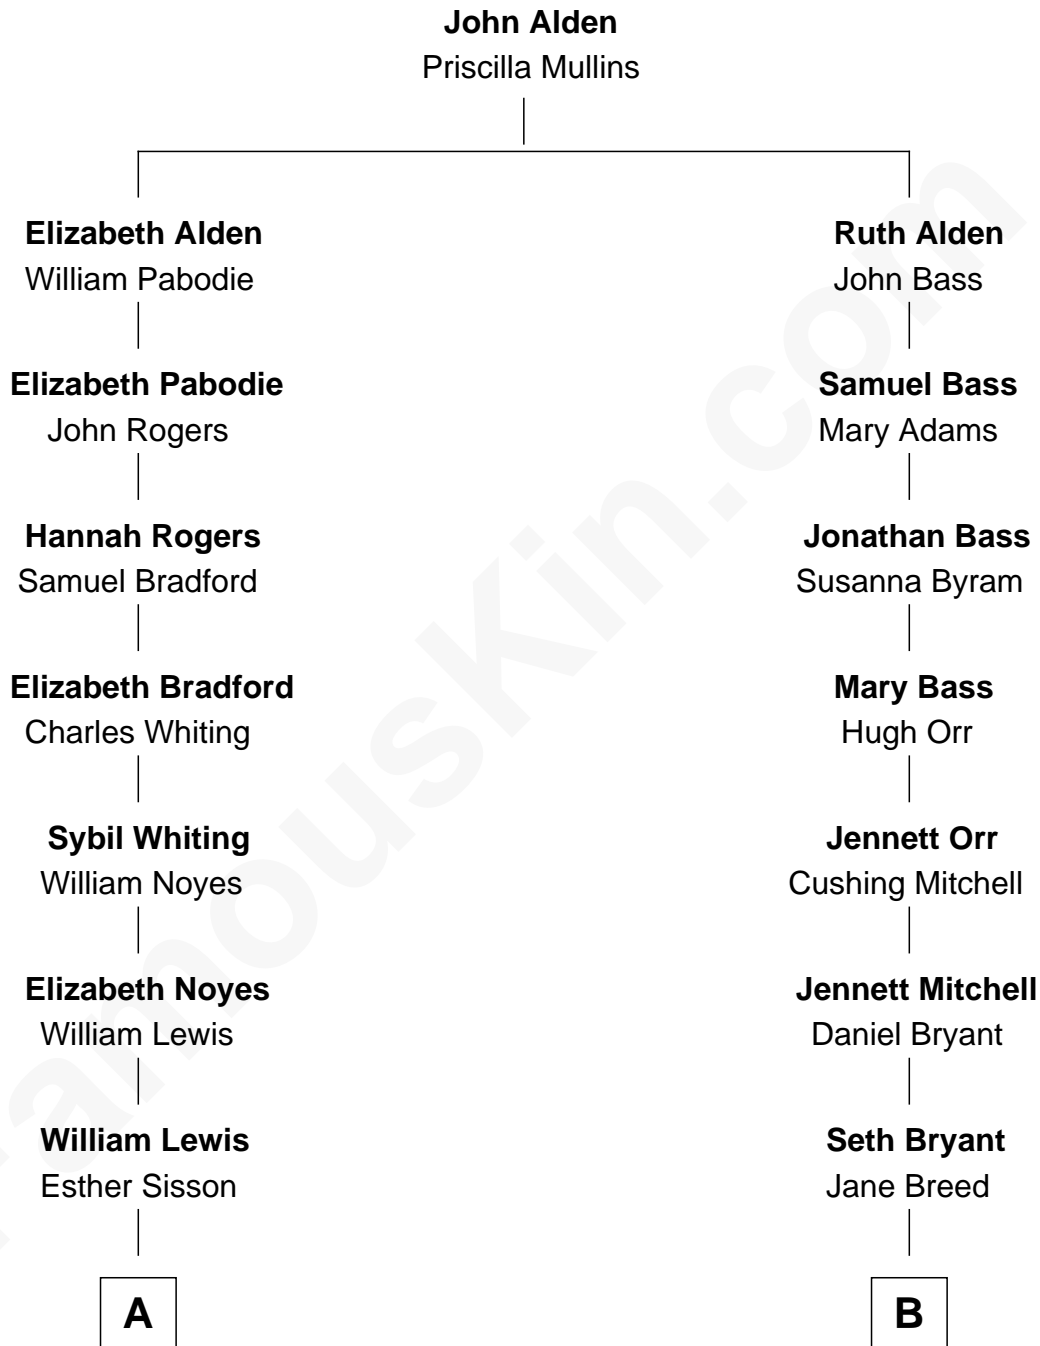 John Alden
Priscilla Mullins
Elizabeth Alden
William Pabodie
Elizabeth Pabodie
John Rogers
Hannah Rogers
Samuel Bradford
Elizabeth Bradford
Charles Whiting
Sybil Whiting
William Noyes
Elizabeth Noyes
William Lewis
William Lewis
Esther Sisson
A
Ruth Alden
John Bass
Samuel Bass
Mary Adams
Jonathan Bass
Susanna Byram
Mary Bass
Hugh Orr
Jennett Orr
Cushing Mitchell
Jennett Mitchell
Daniel Bryant
Seth Bryant
Jane Breed
B
FamousKin.com